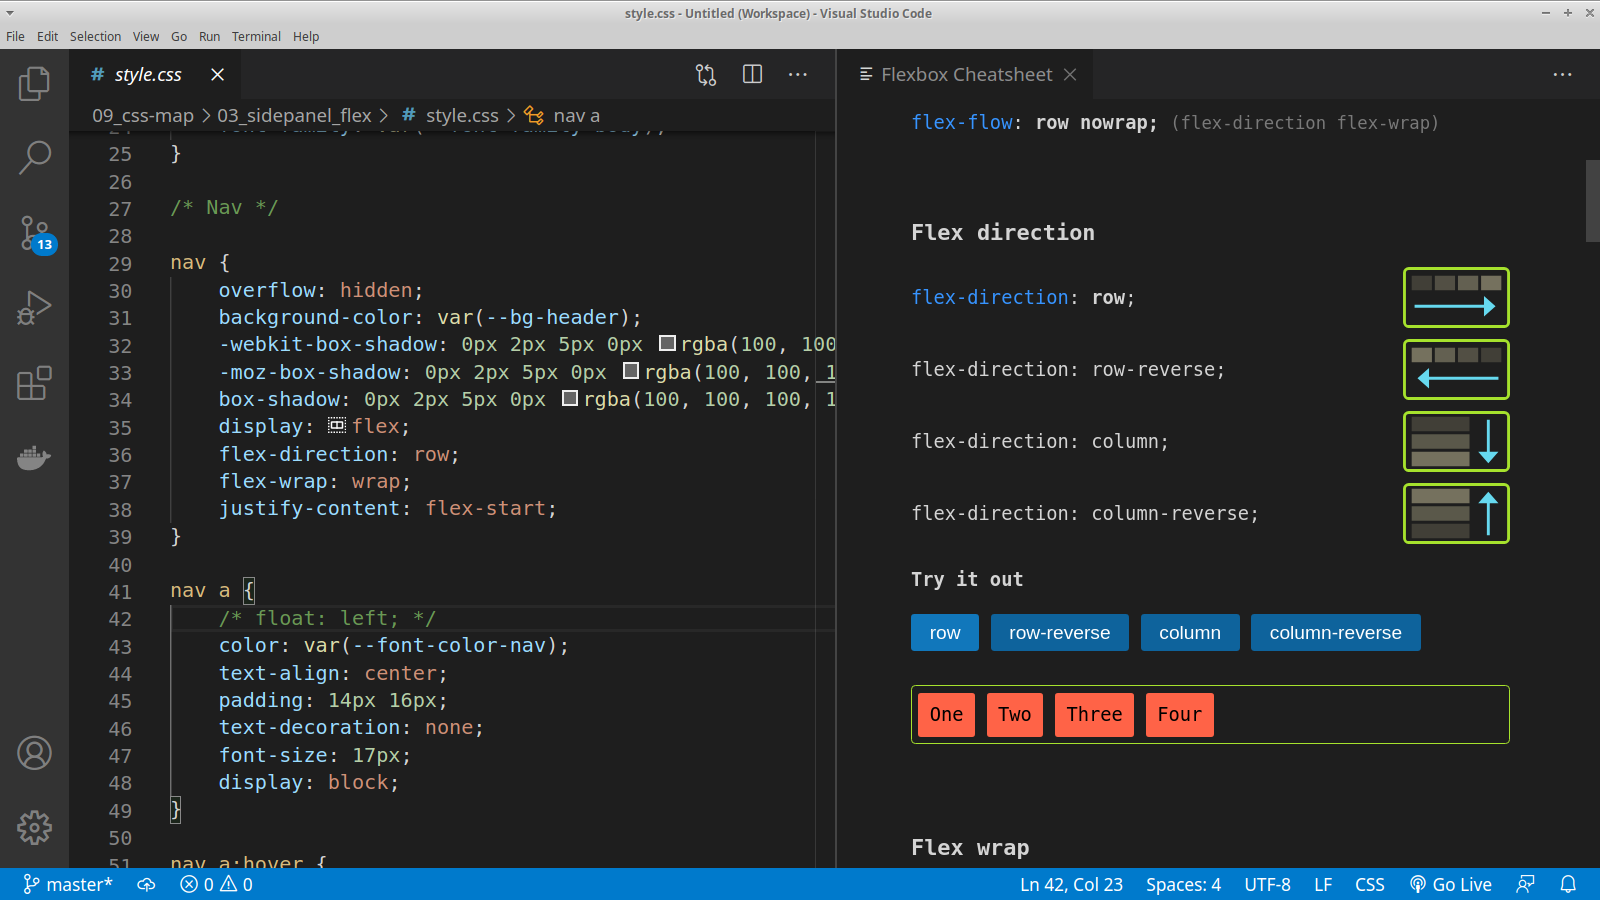 style.css - Untitled (Workspace) - Visual Studio Code
File Edit Selection View Go Run Terminal Help
# style.css
Flexbox Cheatsheet
09_css-map > 03_sidepanel_flex > # style.css > nav a
25 }
26
27 /* Nav */
28
29 nav {
30 overflow: hidden;
31 background-color: var(--bg-header);
32 -webkit-box-shadow: 0px 2px 5px 0px rgba(100, 100
33 -moz-box-shadow: 0px 2px 5px 0px rgba(100, 100, 1
34 box-shadow: 0px 2px 5px 0px rgba(100, 100, 100, 1
35 display: flex;
36 flex-direction: row;
37 flex-wrap: wrap;
38 justify-content: flex-start;
39 }
40
41 nav a {
42 /* float: left; */
43 color: var(--font-color-nav);
44 text-align: center;
45 padding: 14px 16px;
46 text-decoration: none;
47 font-size: 17px;
48 display: block;
49 }
50
51 nav a:hover {
13
flex-flow: row nowrap; (flex-direction flex-wrap)
Flex direction
flex-direction: row;
flex-direction: row-reverse;
flex-direction: column;
flex-direction: column-reverse;
Try it out
row row-reverse column column-reverse
One Two Three Four
Flex wrap
master* 0 0 Ln 42, Col 23 Spaces: 4 UTF-8 LF CSS Go Live